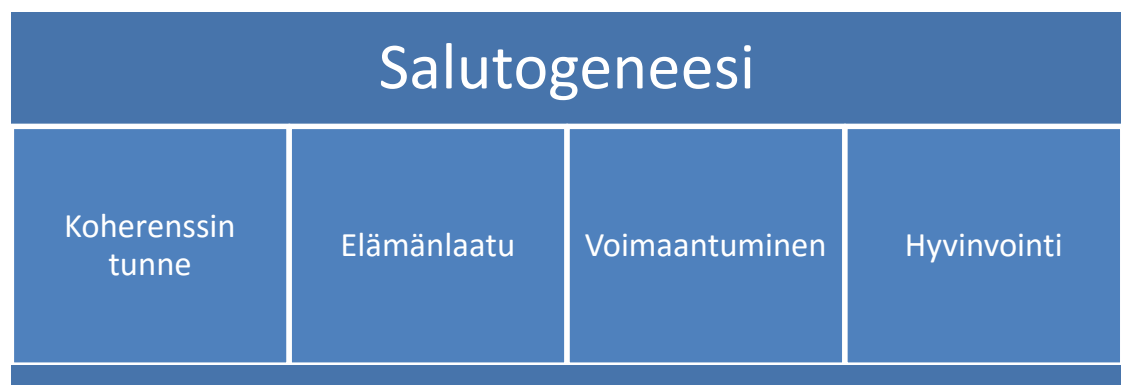 Salutogeneesi
Koherenssin
tunne
Elämänlaatu
Voimaantuminen
Hyvinvointi